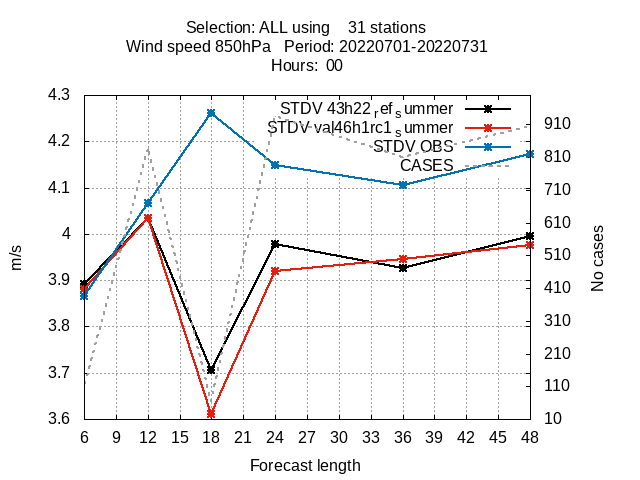 Selection: ALL using    31 stations
Wind speed 850hPa   Period: 20220701-20220731
Hours:  00
STDV 43h22_ref_summer
STDV val46h1rc1_summer
STDV OBS
CASES
4.3
4.2
4.1
4
3.9
3.8
3.7
3.6
m/s
910
810
710
610
510
410
310
210
110
10
No cases
6 9 12 15 18 21 24 27 30 33 36 39 42 45 48
Forecast length